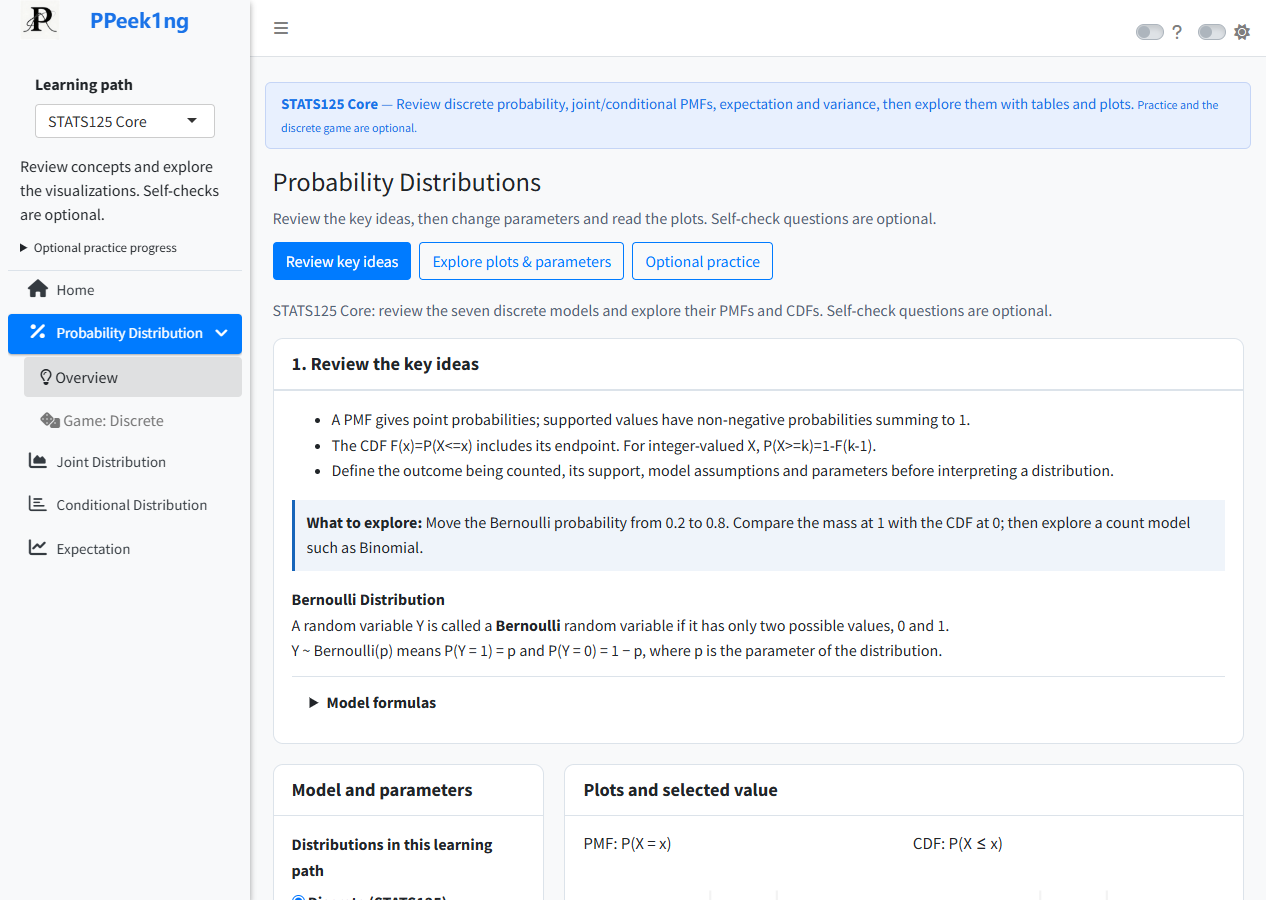 PPeek1ng
Learning path
STATS125 Core
Review concepts and explore
the visualizations. Self-checks
are optional.
Optional practice progress
Home
Probability Distribution
Overview
Game: Discrete
Joint Distribution
Conditional Distribution
Expectation
?
STATS125 Core — Review discrete probability, joint/conditional PMFs, expectation and variance, then explore them with tables and plots. Practice and the
discrete game are optional.
Probability Distributions
Review the key ideas, then change parameters and read the plots. Self-check questions are optional.
Review key ideas
Explore plots & parameters
Optional practice
STATS125 Core: review the seven discrete models and explore their PMFs and CDFs. Self-check questions are optional.
1. Review the key ideas
• A PMF gives point probabilities; supported values have non-negative probabilities summing to 1.
• The CDF F(x)=P(X<=x) includes its endpoint. For integer-valued X, P(X>=k)=1-F(k-1).
• Define the outcome being counted, its support, model assumptions and parameters before interpreting a distribution.
What to explore: Move the Bernoulli probability from 0.2 to 0.8. Compare the mass at 1 with the CDF at 0; then explore a count model
such as Binomial.
Bernoulli Distribution
A random variable Y is called a Bernoulli random variable if it has only two possible values, 0 and 1.
Y ~ Bernoulli(p) means P(Y = 1) = p and P(Y = 0) = 1 − p, where p is the parameter of the distribution.
Model formulas
Model and parameters
Distributions in this learning
path
Discrete (STATS125)
Plots and selected value
PMF: P(X = x)
CDF: P(X ≤ x)